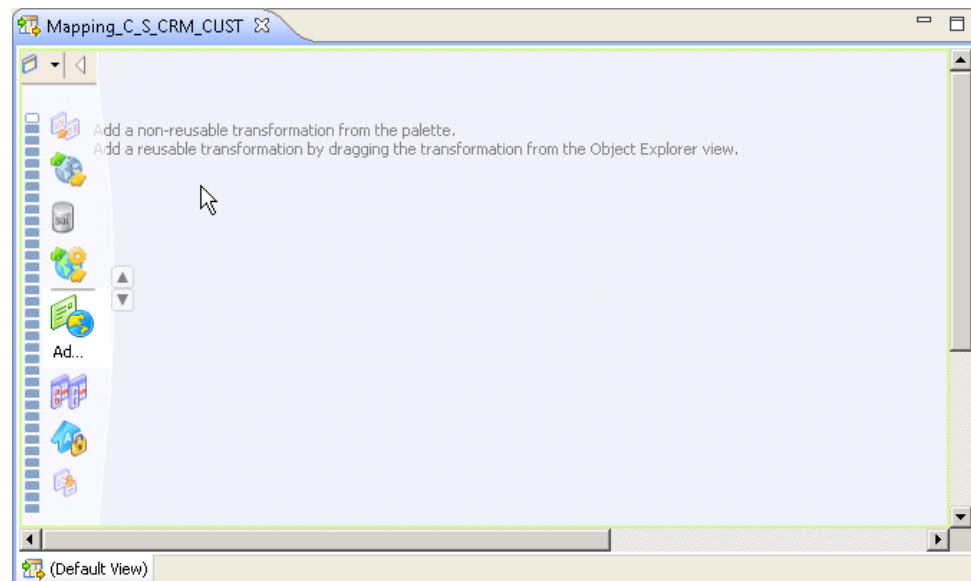 Mapping_C_S_CRM_CUST
Add a non-reusable transformation from the palette.
Add a reusable transformation by dragging the transformation from the Object Explorer view.
SQL
Ad...
(Default View)